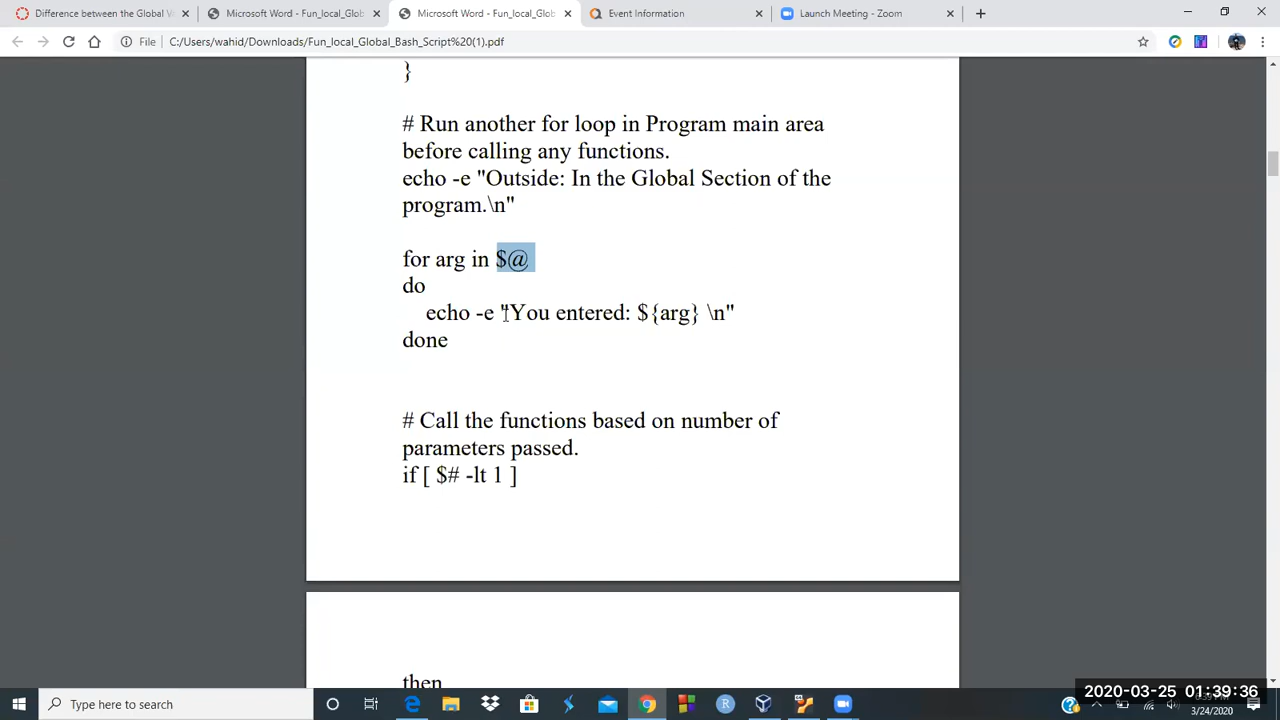 Difference between the Global V
Microsoft Word - Fun_local_Glob
Microsoft Word - Fun_local_Glob
Event Information
Launch Meeting - Zoom
File
C:/Users/wahid/Downloads/Fun_local_Global_Bash_Script%20(1).pdf
}
# Run another for loop in Program main area
before calling any functions.
echo -e "Outside: In the Global Section of the
program.\n"
for arg in $@
do
echo -e "You entered: ${arg} \n"
done
# Call the functions based on number of
parameters passed.
if [ $# -lt 1 ]
then
Type here to search
2020-03-25 01:39:36
3/24/2020